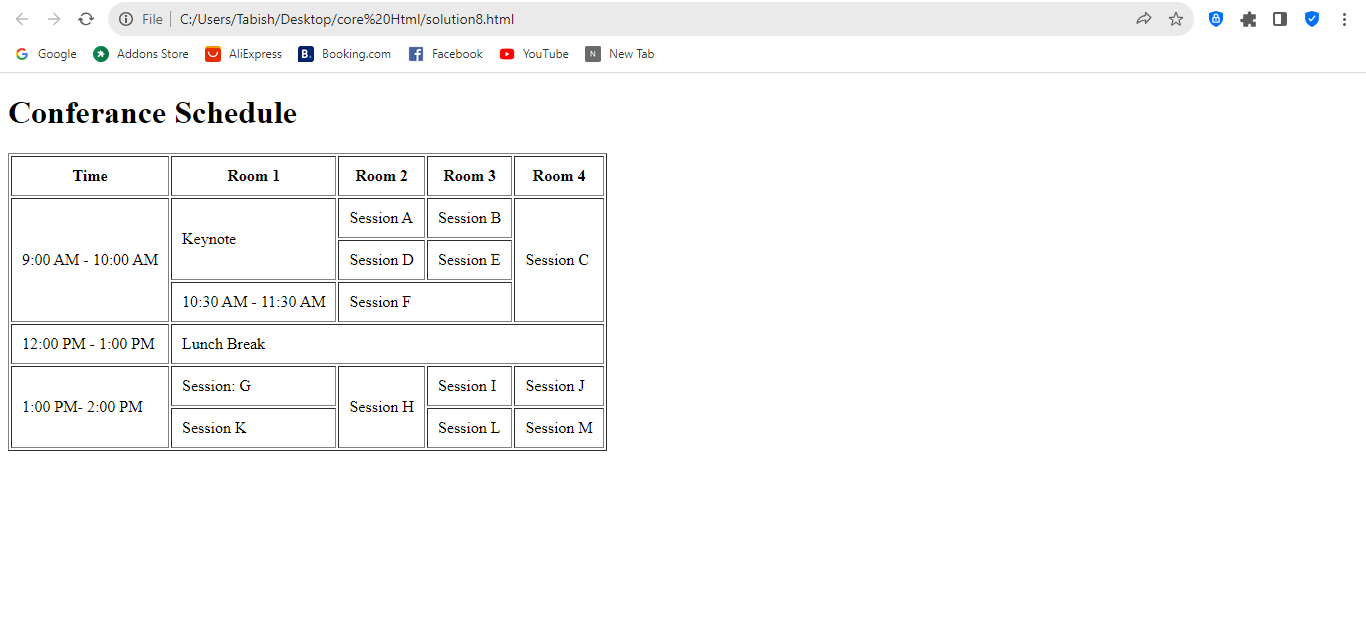 File C:/Users/Tabish/Desktop/core%20Html/solution8.html
Google Addons Store AliExpress B. Booking.com Facebook YouTube N New Tab
Conferance Schedule
Time Room 1 Room 2 Room 3 Room 4
9:00 AM - 10:00 AM Keynote Session A Session B Session C
Session D Session E
10:30 AM - 11:30 AM Session F
12:00 PM - 1:00 PM Lunch Break
1:00 PM- 2:00 PM Session: G Session H Session I Session J
Session K Session L Session M